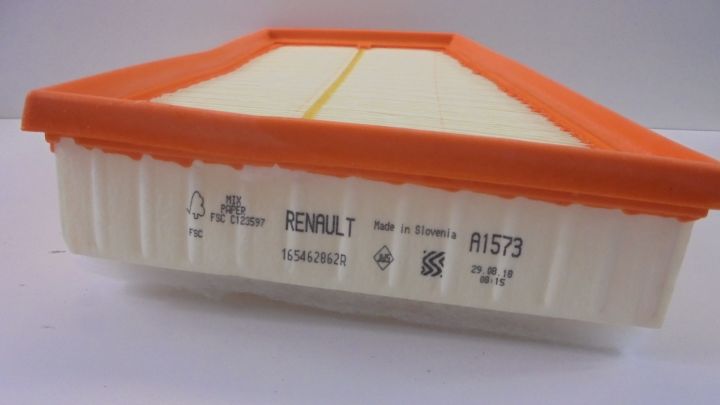 MIX
PAPER
FSC C123597
FSC
RENAULT
165462862R
Made in Slovenia
A1573
29.08.18
08:15